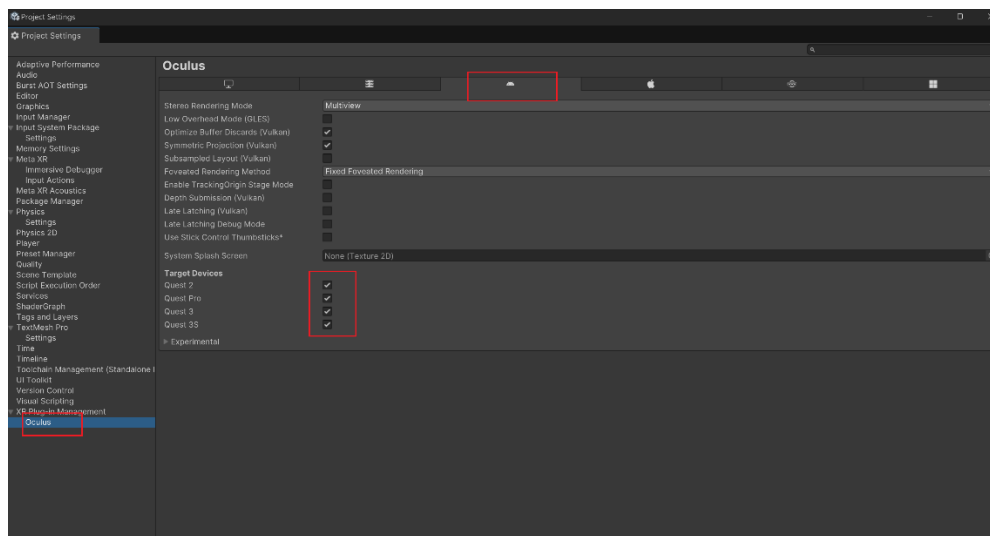 Project Settings
Project Settings
Adaptive Performance
Audio
Burst AOT Settings
Editor
Graphics
Input Manager
Input System Package
Settings
Memory Settings
Meta XR
Immersive Debugger
Input Actions
Meta XR Acoustics
Package Manager
Physics
Settings
Physics 2D
Player
Preset Manager
Quality
Scene Template
Script Execution Order
Services
ShaderGraph
Tags and Layers
TextMesh Pro
Settings
Time
Timeline
Toolchain Management (Standalone
UI Toolkit
Version Control
Visual Scripting
XR Plug-in Management
Oculus
Oculus
Stereo Rendering Mode Multiview
Low Overhead Mode (GLES)
Optimize Buffer Discards (Vulkan)
Symmetric Projection (Vulkan)
Subsampled Layout (Vulkan)
Foveated Rendering Method Fixed Foveated Rendering
Enable TrackingOrigin Stage Mode
Depth Submission (Vulkan)
Late Latching (Vulkan)
Late Latching Debug Mode
Use Stick Control Thumbsticks*
System Splash Screen None (Texture 2D)
Target Devices
Quest 2
Quest Pro
Quest 3
Quest 3S
Experimental